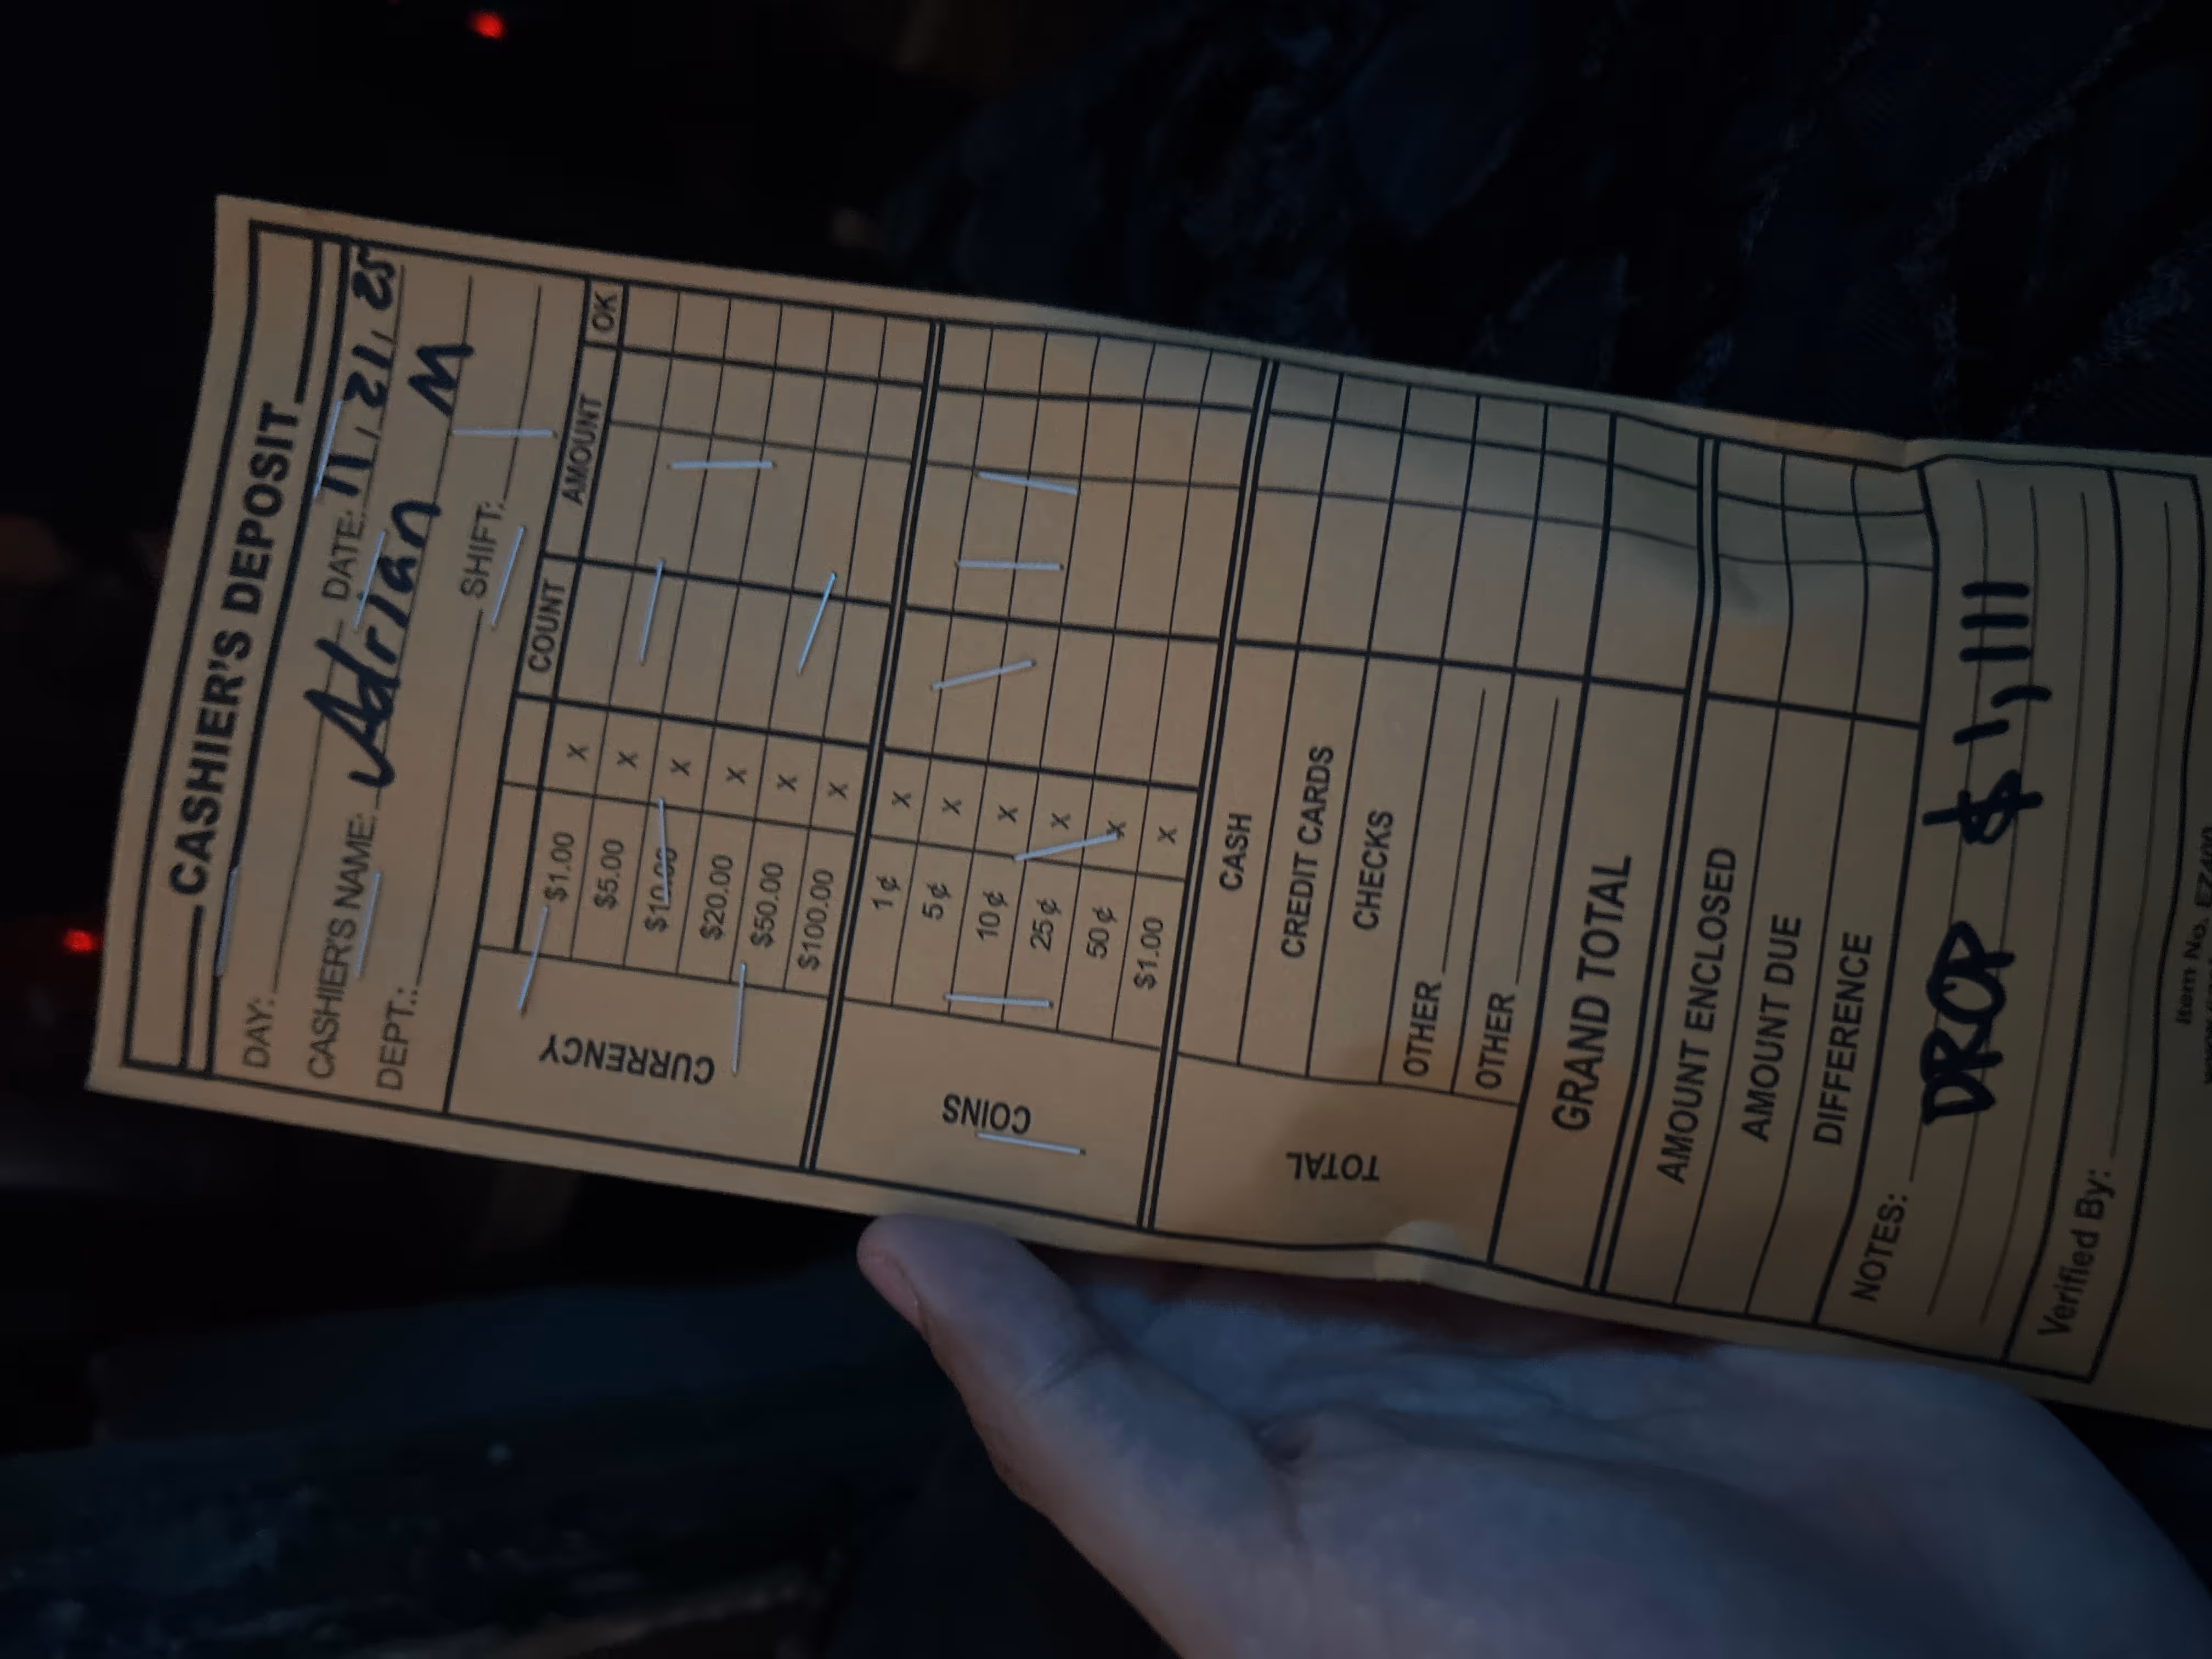 CASHIER'S DEPOSIT
DAY: DATE: 11, 21, 25
CASHIER'S NAME: Adrian M
DEPT.: SHIFT:
COUNT AMOUNT OK
CURRENCY
$1.00 X
$5.00 X
$10.00 X
$20.00 X
$50.00 X
$100.00 X
COINS
1¢ X
5¢ X
10¢ X
25¢ X
50¢ X
$1.00 X
TOTAL
CASH
CREDIT CARDS
CHECKS
OTHER
OTHER
GRAND TOTAL
AMOUNT ENCLOSED
AMOUNT DUE
DIFFERENCE
NOTES: DROP $1,111
Verified By:
Item No.